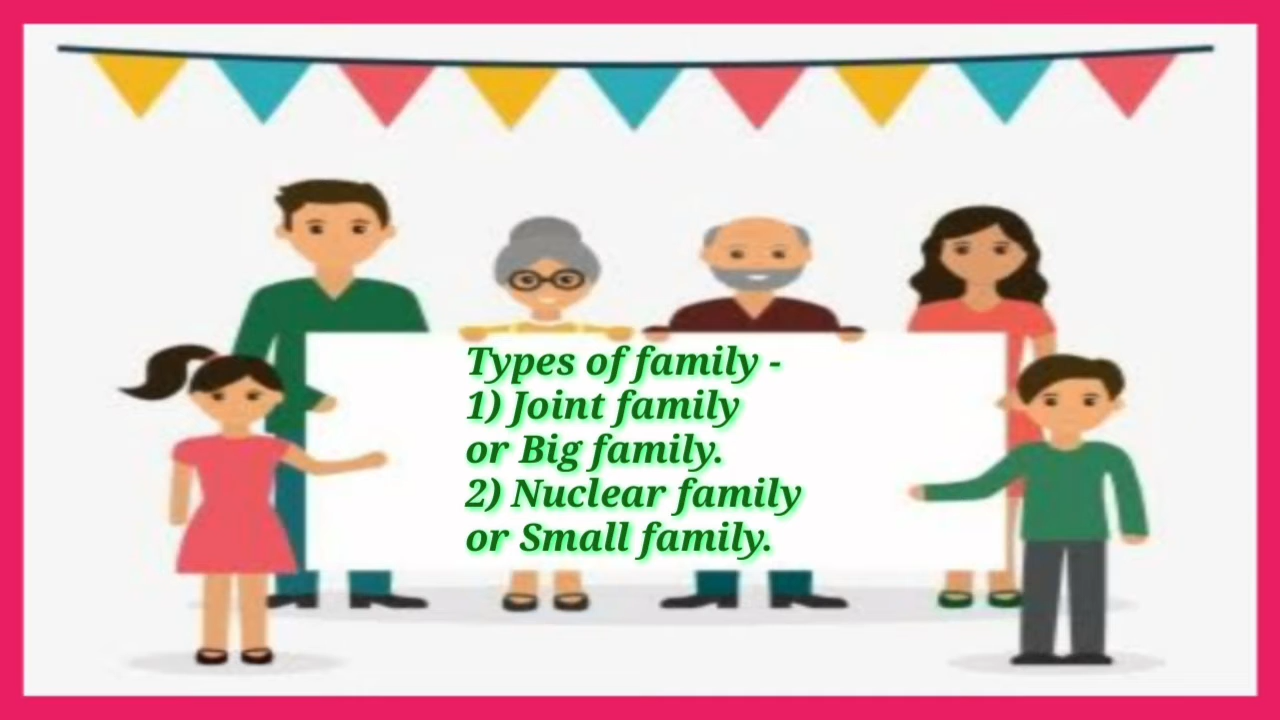 Types of family -
1) Joint family
or Big family.
2) Nuclear family
or Small family.